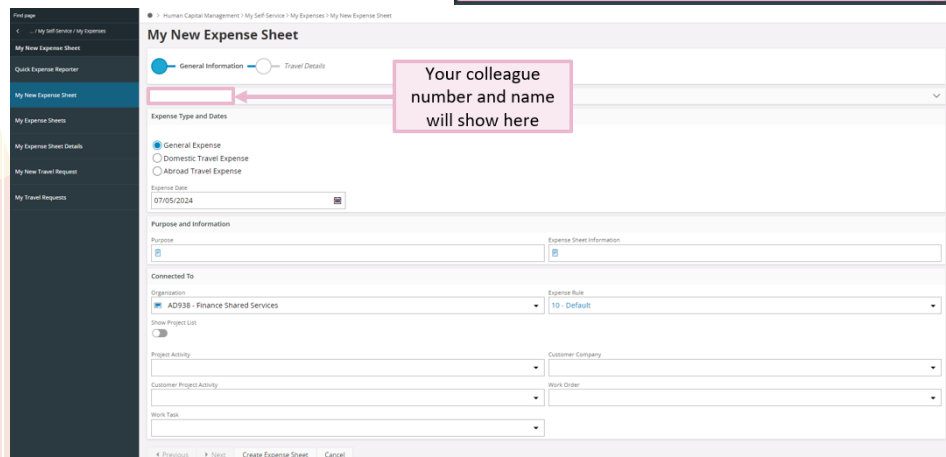 First page
... / My Self-Service / My Expenses
My New Expense Sheet
Quick Expense Reporter
My New Expense Sheet
My Expense Sheets
My Expense Sheet Details
My New Travel Request
My Travel Requests
> Human Capital Management > My Self-Service > My Expenses > My New Expense Sheet
My New Expense Sheet
General Information
Travel Details
Your colleague
number and name
will show here
Expense Type and Dates
General Expense
Domestic Travel Expense
Abroad Travel Expense
Expense Date
07/05/2024
Purpose and Information
Purpose
Expense Sheet Information
Connected To
Organization
Expense Rule
AD938 - Finance Shared Services
10 - Default
Show Project List
Project Activity
Customer Company
Customer Project Activity
Work Order
Work Task
Previous
Next
Create Expense Sheet
Cancel